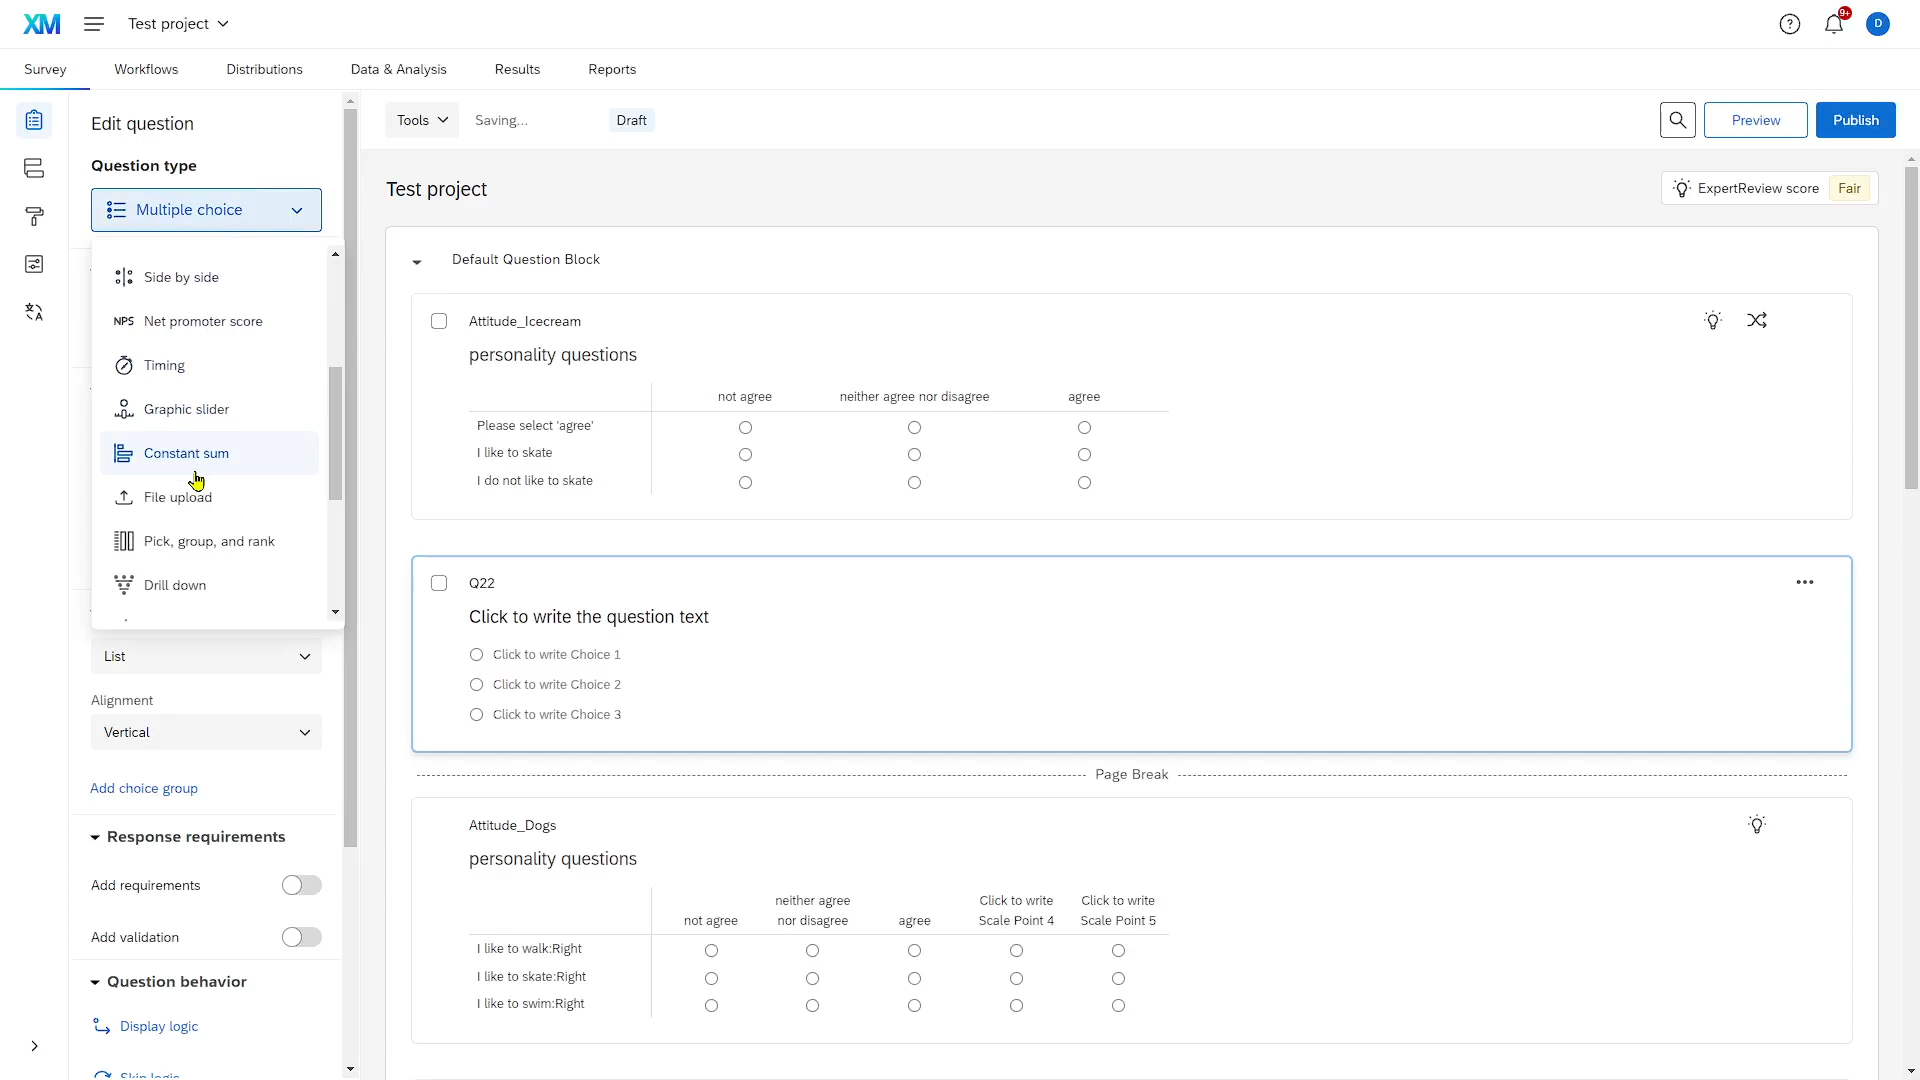 XM
Test project
9+
D
Survey
Workflows
Distributions
Data & Analysis
Results
Reports
Edit question
Question type
Multiple choice
Side by side
NPS
Net promoter score
Timing
Graphic slider
Constant sum
File upload
Pick, group, and rank
Drill down
List
Alignment
Vertical
Add choice group
Response requirements
Add requirements
Add validation
Question behavior
Display logic
Skip logic
Tools
Saving...
Draft
Preview
Publish
Test project
ExpertReview score
Fair
Default Question Block
Attitude_Icecream
personality questions
not agree
neither agree nor disagree
agree
Please select 'agree'
I like to skate
I do not like to skate
Q22
Click to write the question text
Click to write Choice 1
Click to write Choice 2
Click to write Choice 3
Page Break
Attitude_Dogs
personality questions
not agree
neither agree
nor disagree
agree
Click to write
Scale Point 4
Click to write
Scale Point 5
I like to walk:Right
I like to skate:Right
I like to swim:Right